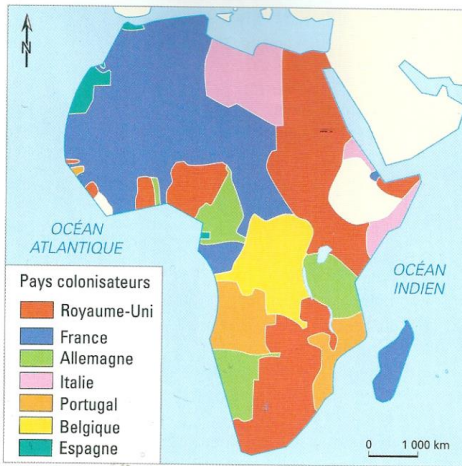 N
OCÉAN
ATLANTIQUE
OCÉAN
INDIEN
Pays colonisateurs
Royaume-Uni
France
Allemagne
Italie
Portugal
Belgique
Espagne
0 1 000 km